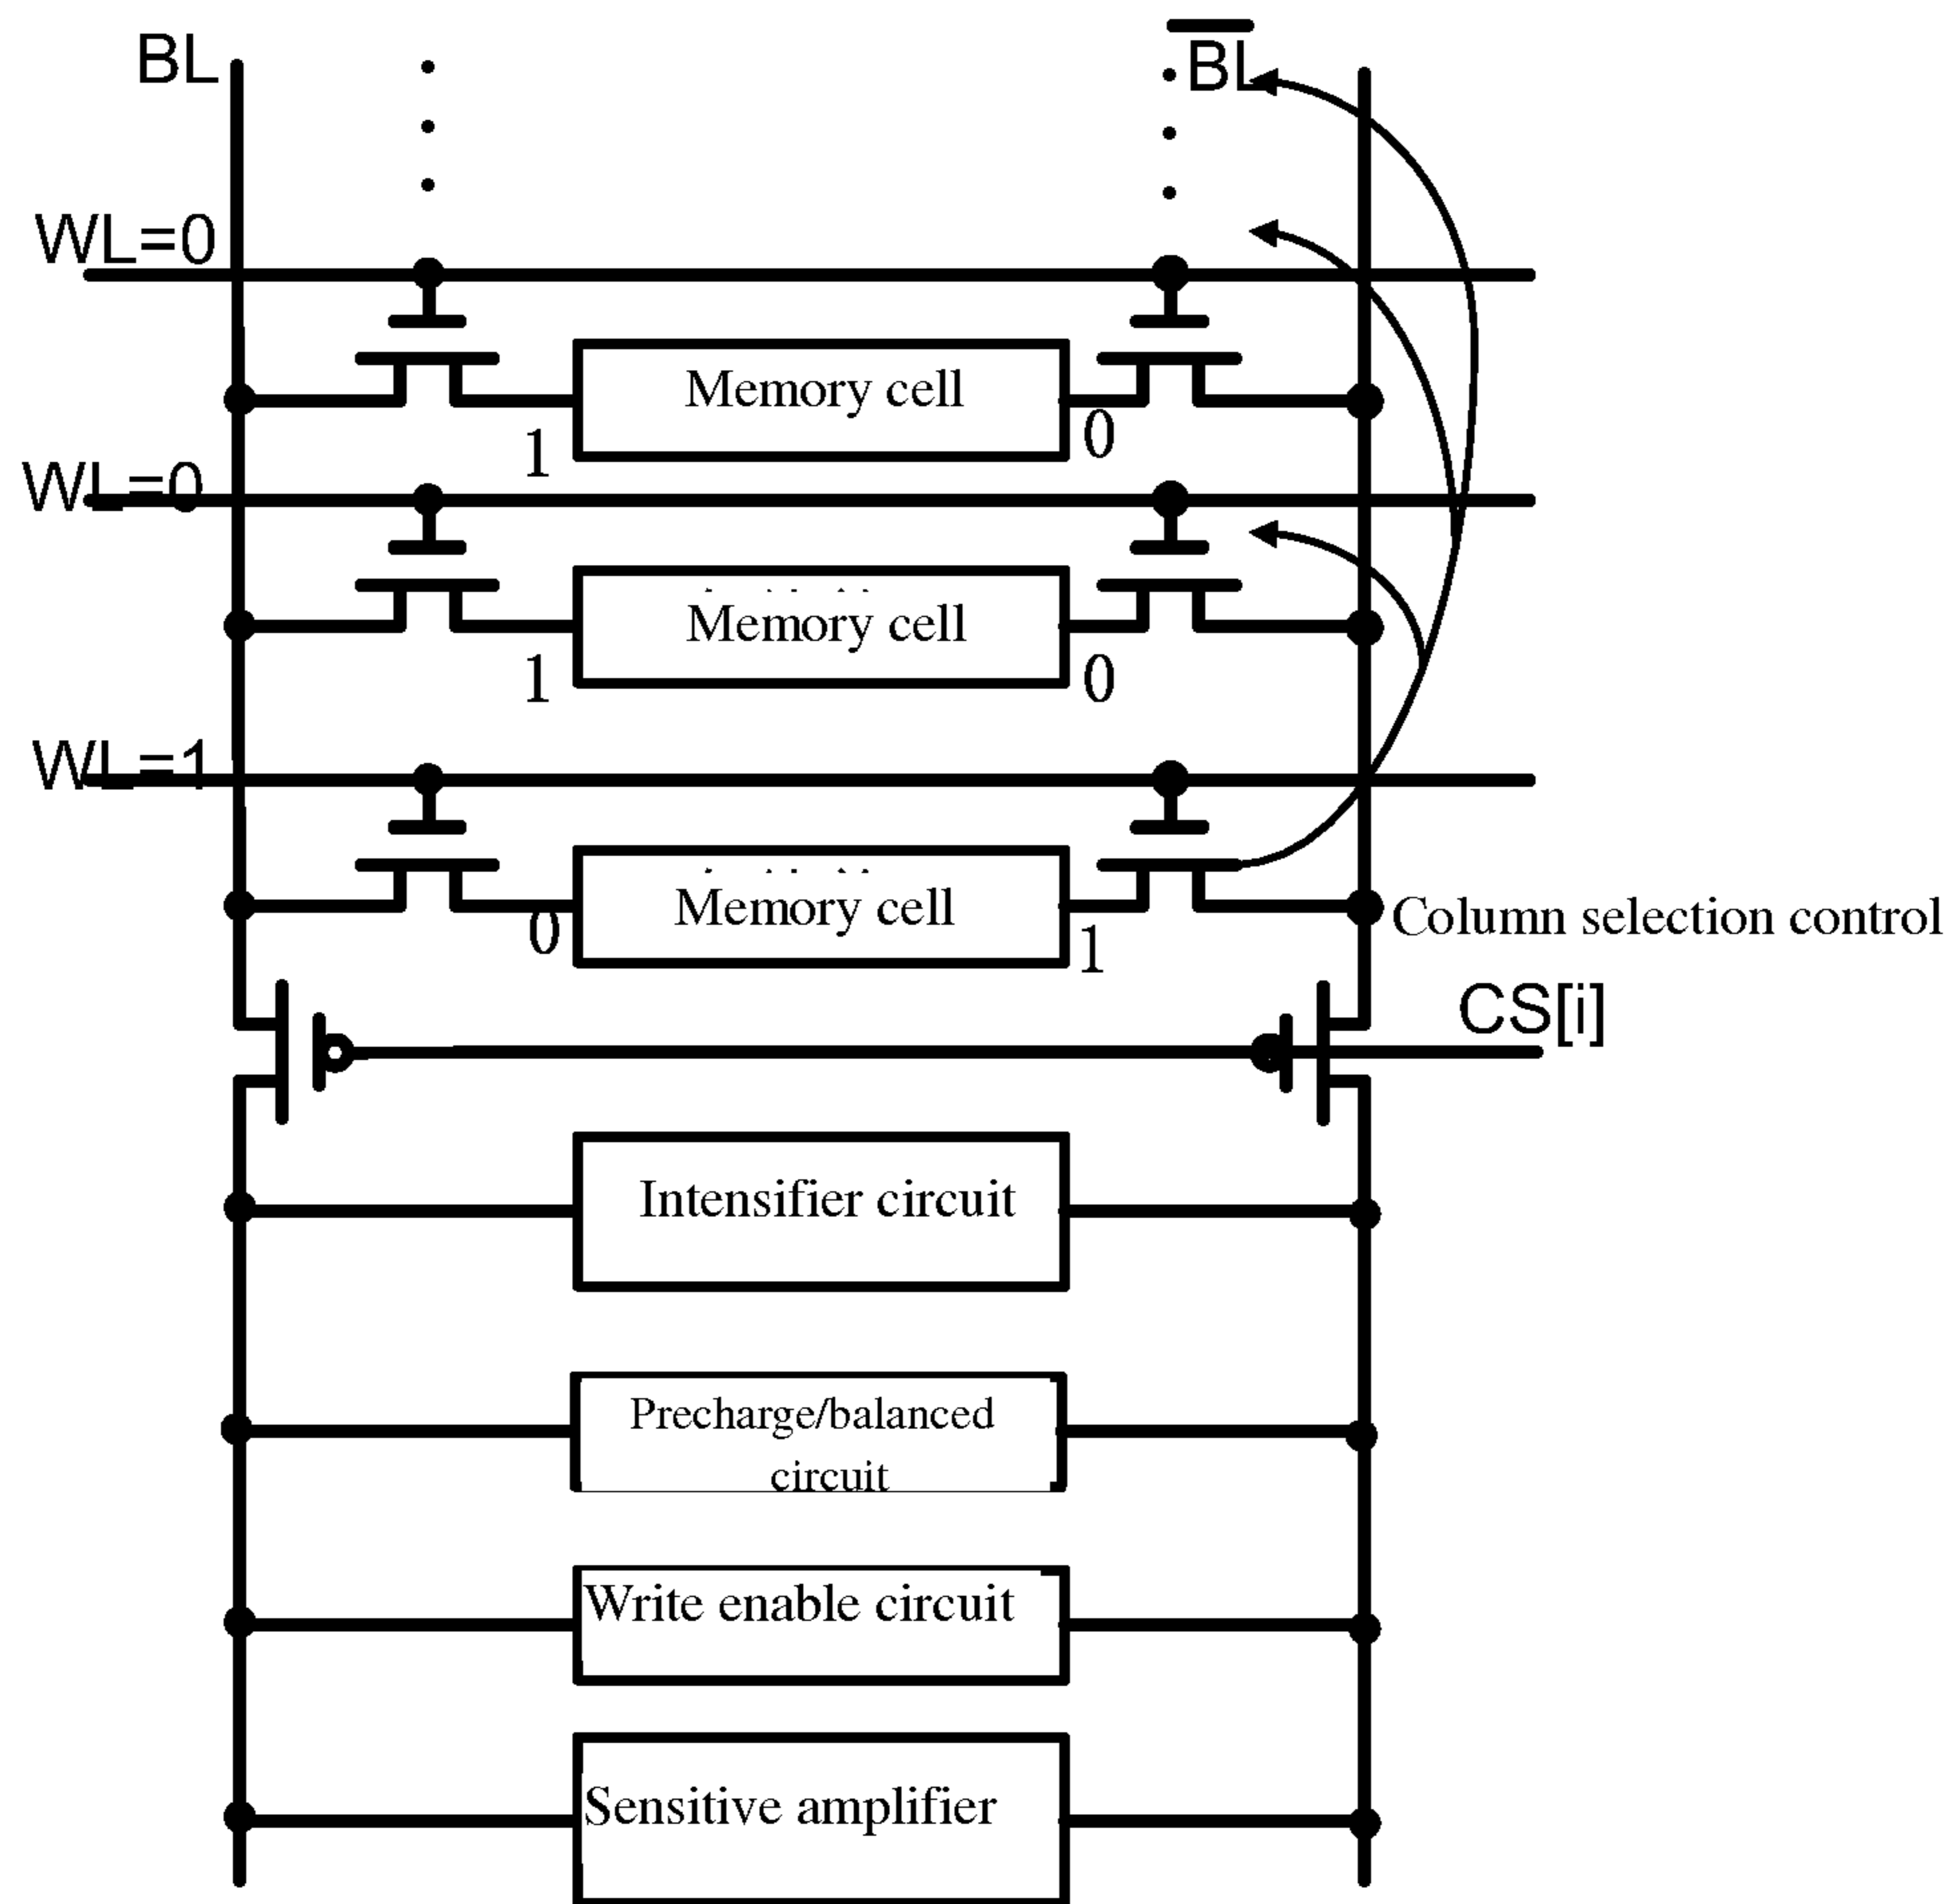 BL
BL
WL=0
Memory cell
1
0
WL=0
Memory cell
1
0
WL=1
Memory cell
0
1
Column selection control
CS[i]
Intensifier circuit
Precharge/balanced
circuit
Write enable circuit
Sensitive amplifier